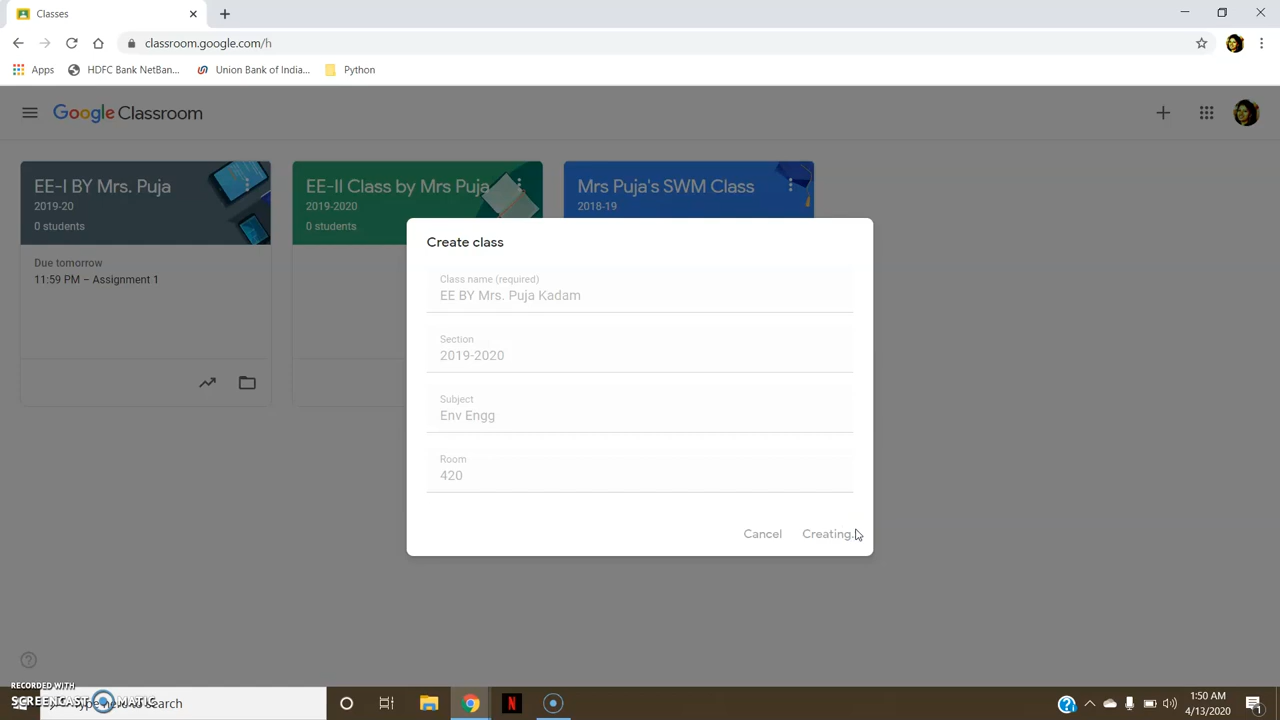 Classes
classroom.google.com/h
Apps
HDFC Bank NetBan...
Union Bank of India...
Python
Google Classroom
EE-I BY Mrs. Puja
2019-20
0 students
Due tomorrow
11:59 PM – Assignment 1
EE-II Class by Mrs Puja
2019-2020
0 students
Mrs Puja's SWM Class
2018-19
Create class
Class name (required)
EE BY Mrs. Puja Kadam
Section
2019-2020
Subject
Env Engg
Room
420
Cancel
Creating...
RECORDED WITH
SCREENCAST MATIC
Type here to search
N
1:50 AM
4/13/2020
1